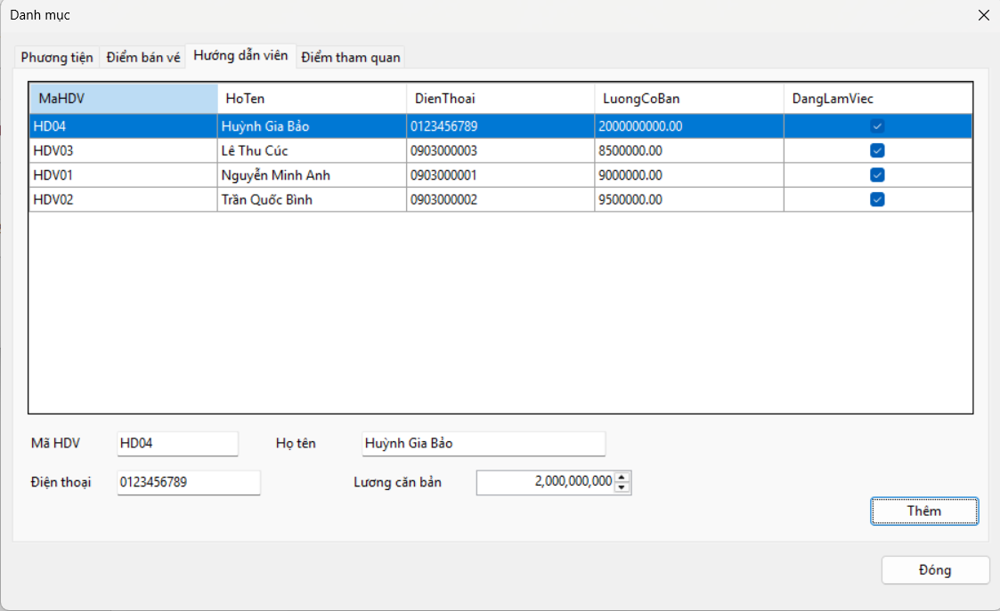 Danh mục
Phương tiện Điểm bán vé Hướng dẫn viên Điểm tham quan
MaHDV HoTen DienThoai LuongCoBan DangLamViec
HD04 Huỳnh Gia Bảo 0123456789 2000000000.00
HDV03 Lê Thu Cúc 0903000003 8500000.00
HDV01 Nguyễn Minh Anh 0903000001 9000000.00
HDV02 Trần Quốc Bình 0903000002 9500000.00
Mã HDV HD04 Họ tên Huỳnh Gia Bảo
Điện thoại 0123456789 Lương căn bản 2,000,000,000
Thêm
Đóng